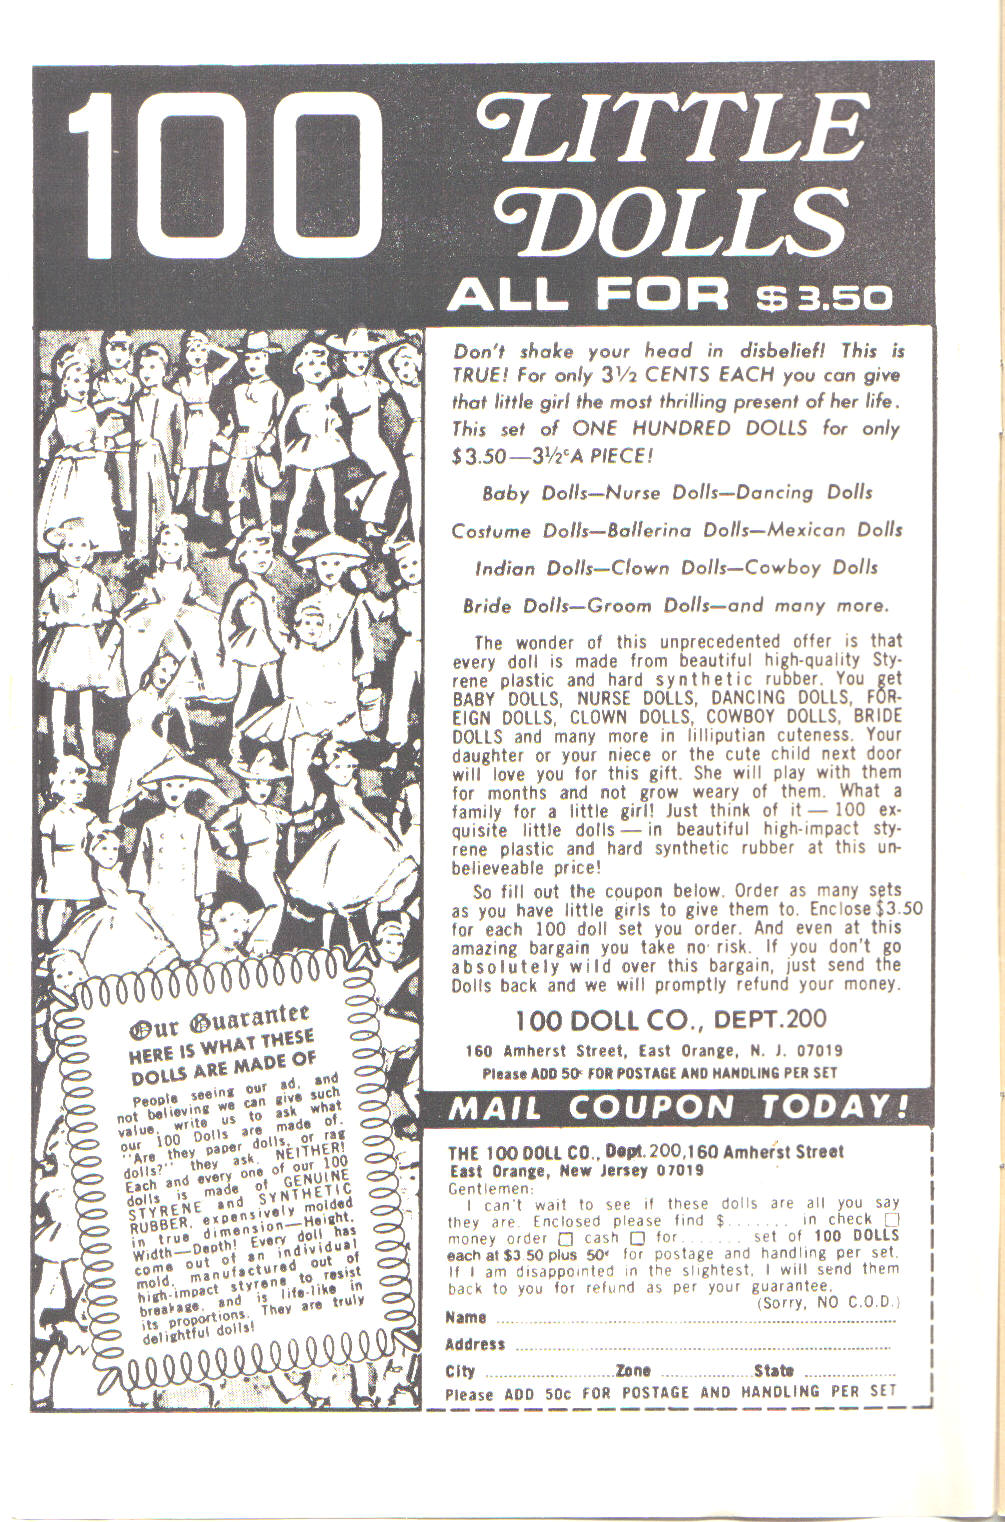 100 LITTLE
DOLLS
ALL FOR $3.50
Don't shake your head in disbelief! This is
TRUE! For only 3½ CENTS EACH you can give
that little girl the most thrilling present of her life.
This set of ONE HUNDRED DOLLS for only
$3.50—3½ᶜ A PIECE!
Baby Dolls—Nurse Dolls—Dancing Dolls
Costume Dolls—Ballerina Dolls—Mexican Dolls
Indian Dolls—Clown Dolls—Cowboy Dolls
Bride Dolls—Groom Dolls—and many more.
The wonder of this unprecedented offer is that
every doll is made from beautiful high-quality Sty-
rene plastic and hard synthetic rubber. You get
BABY DOLLS, NURSE DOLLS, DANCING DOLLS, FOR-
EIGN DOLLS, CLOWN DOLLS, COWBOY DOLLS, BRIDE
DOLLS and many more in lilliputian cuteness. Your
daughter or your niece or the cute child next door
will love you for this gift. She will play with them
for months and not grow weary of them. What a
family for a little girl! Just think of it — 100 ex-
quisite little dolls — in beautiful high-impact sty-
rene plastic and hard synthetic rubber at this un-
believeable price!
So fill out the coupon below. Order as many sets
as you have little girls to give them to. Enclose $3.50
for each 100 doll set you order. And even at this
amazing bargain you take no risk. If you don't go
absolutely wild over this bargain, just send the
Dolls back and we will promptly refund your money.
100 DOLL CO., DEPT. 200
160 Amherst Street, East Orange, N. J. 07019
Please ADD 50¢ FOR POSTAGE AND HANDLING PER SET
Our Guarantee
HERE IS WHAT THESE
DOLLS ARE MADE OF
People seeing our ad, and
not believing we can give such
value, write us to ask what
our 100 Dolls are made of.
"Are they paper dolls, or rag
dolls?" they ask. NEITHER!
Each and every one of our 100
dolls is made of GENUINE
STYRENE and SYNTHETIC
RUBBER, expensively molded
in true dimension—Height,
Width—Depth! Every doll has
come out of an individual
mold, manufactured out of
high-impact styrene to resist
breakage, and is life-like in
its proportions. They are truly
delightful dolls!
MAIL COUPON TODAY!
THE 100 DOLL CO., Dept. 200, 160 Amherst Street
East Orange, New Jersey 07019
Gentlemen:
I can't wait to see if these dolls are all you say
they are. Enclosed please find $........ in check ☐
money order ☐ cash ☐ for........ set of 100 DOLLS
each at $3.50 plus 50¢ for postage and handling per set.
If I am disappointed in the slightest, I will send them
back to you for refund as per your guarantee.
(Sorry, NO C.O.D.)
Name ........
Address ........
City ........ Zone ........ State ........
Please ADD 50c FOR POSTAGE AND HANDLING PER SET